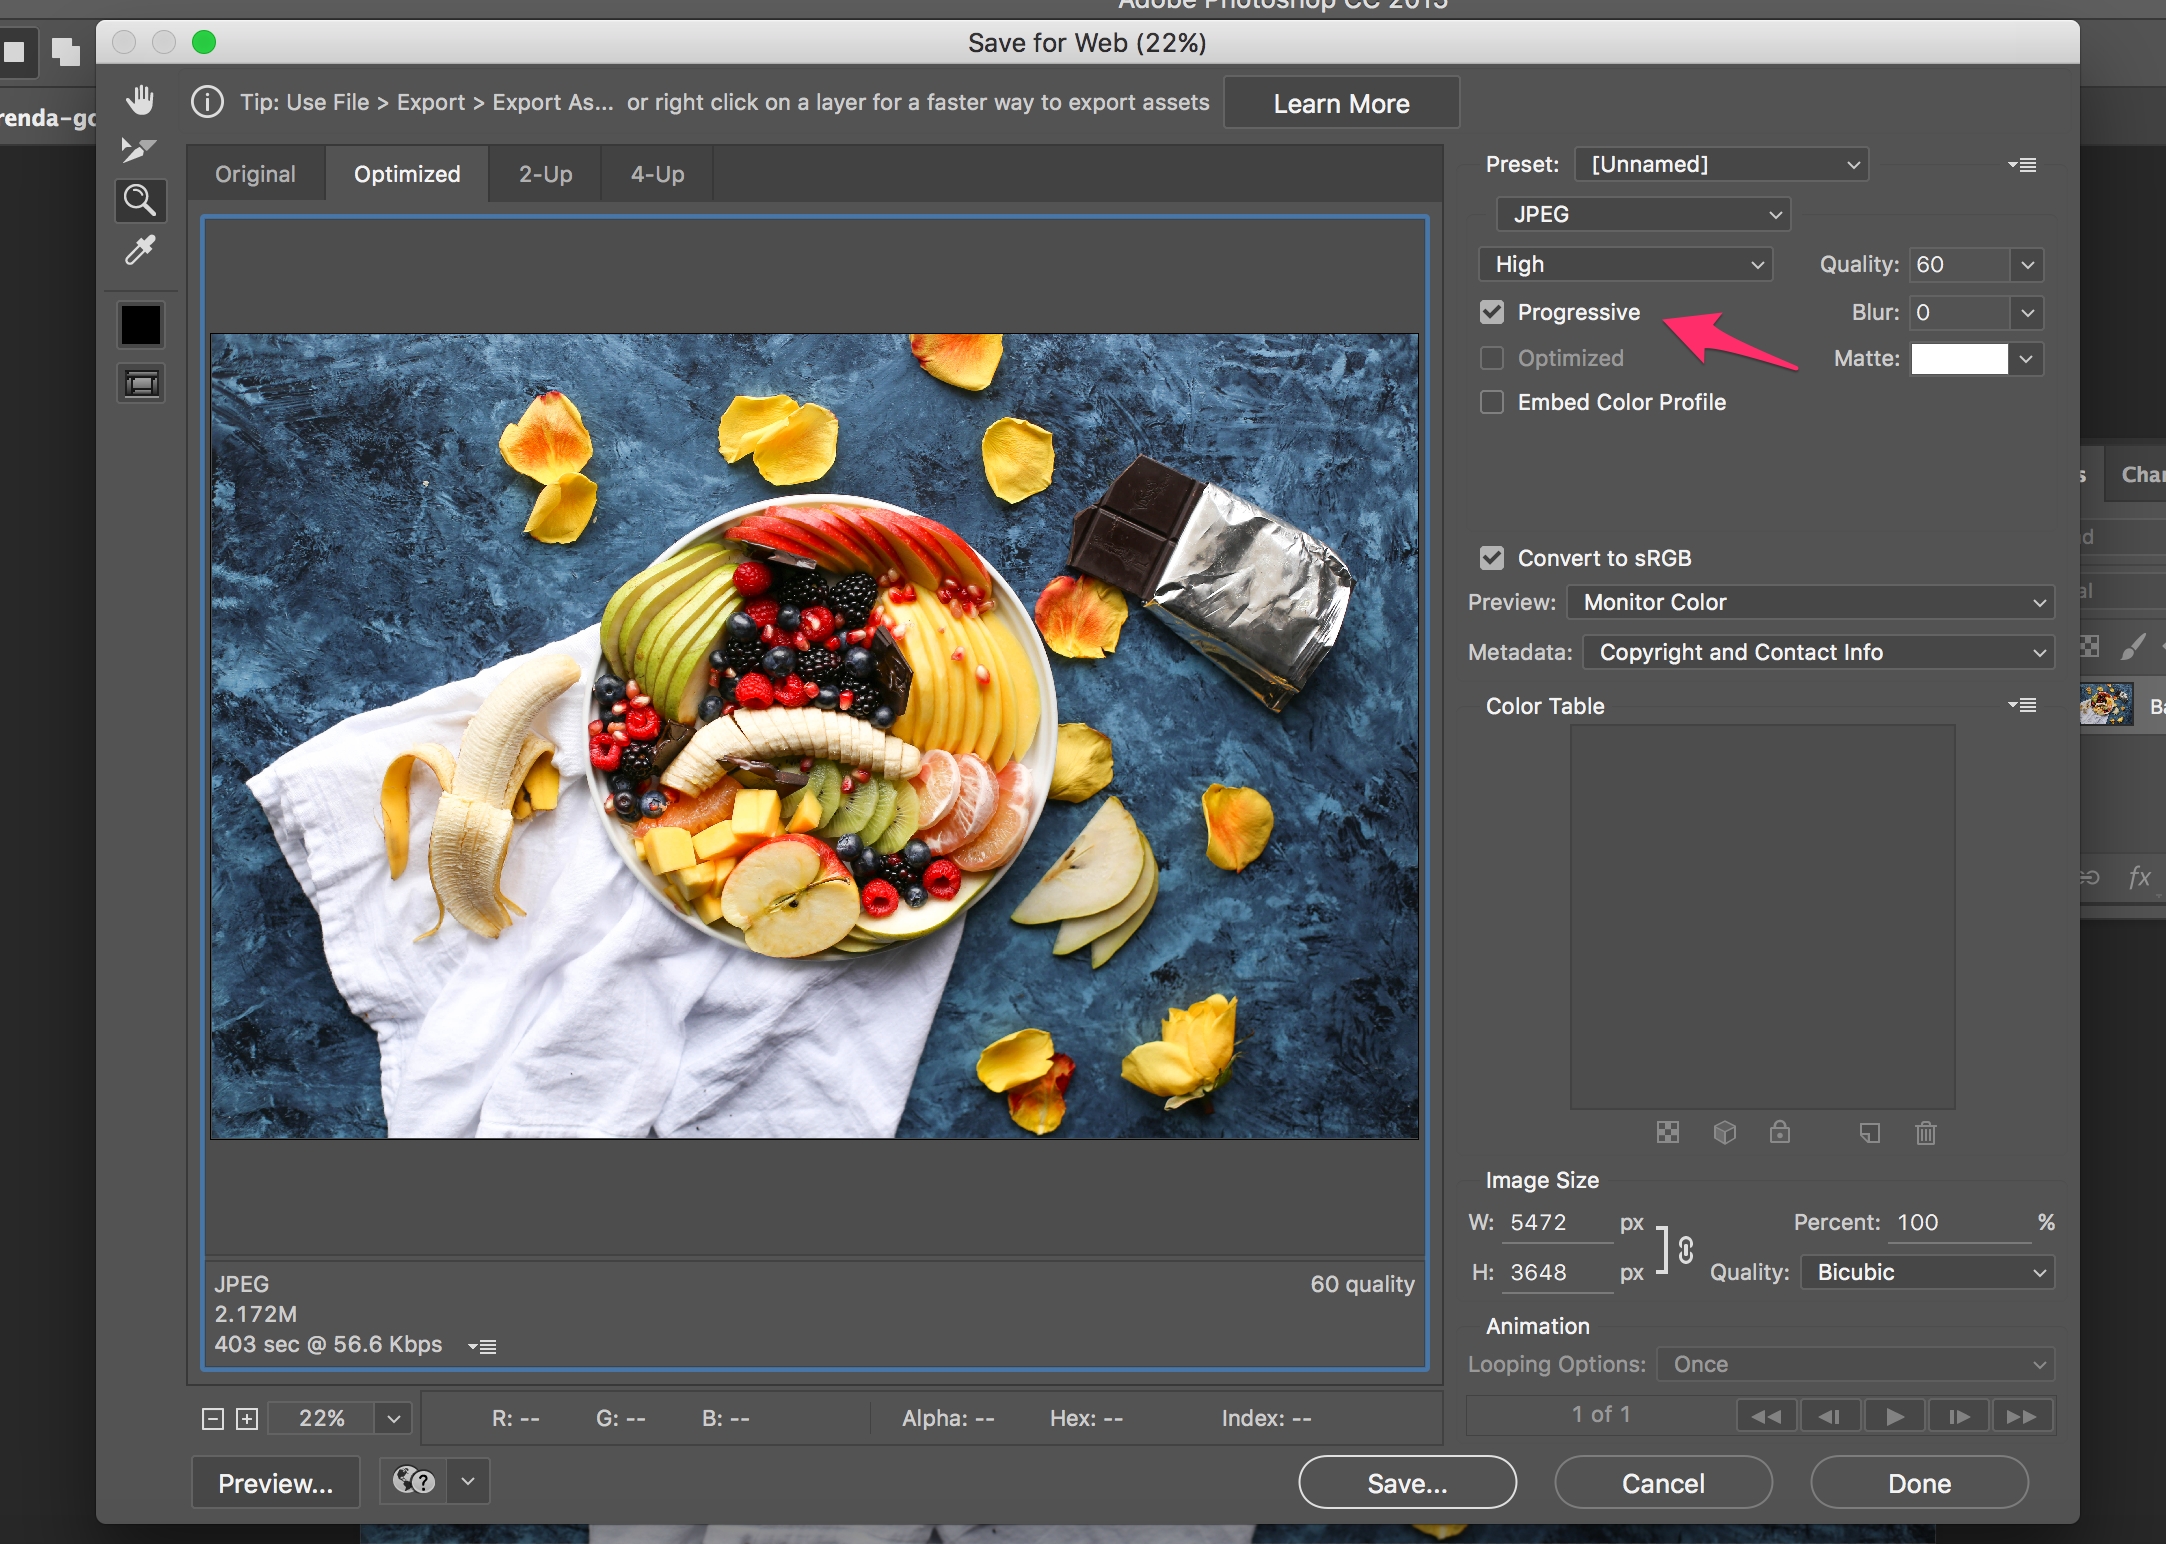 Adobe Photoshop CC 2015
Save for Web (22%)
renda-go
Tip: Use File > Export > Export As... or right click on a layer for a faster way to export assets
Learn More
Original
Optimized
2-Up
4-Up
Preset: [Unnamed]
JPEG
High
Quality: 60
Progressive
Blur: 0
Optimized
Matte:
Embed Color Profile
s
Chan
d
Convert to sRGB
al
Preview: Monitor Color
Metadata: Copyright and Contact Info
Color Table
Ba
fx
Image Size
W: 5472 px
Percent: 100 %
H: 3648 px
Quality: Bicubic
JPEG
60 quality
2.172M
403 sec @ 56.6 Kbps
Animation
Looping Options: Once
1 of 1
22%
R: --
G: --
B: --
Alpha: --
Hex: --
Index: --
Preview...
?
Save...
Cancel
Done